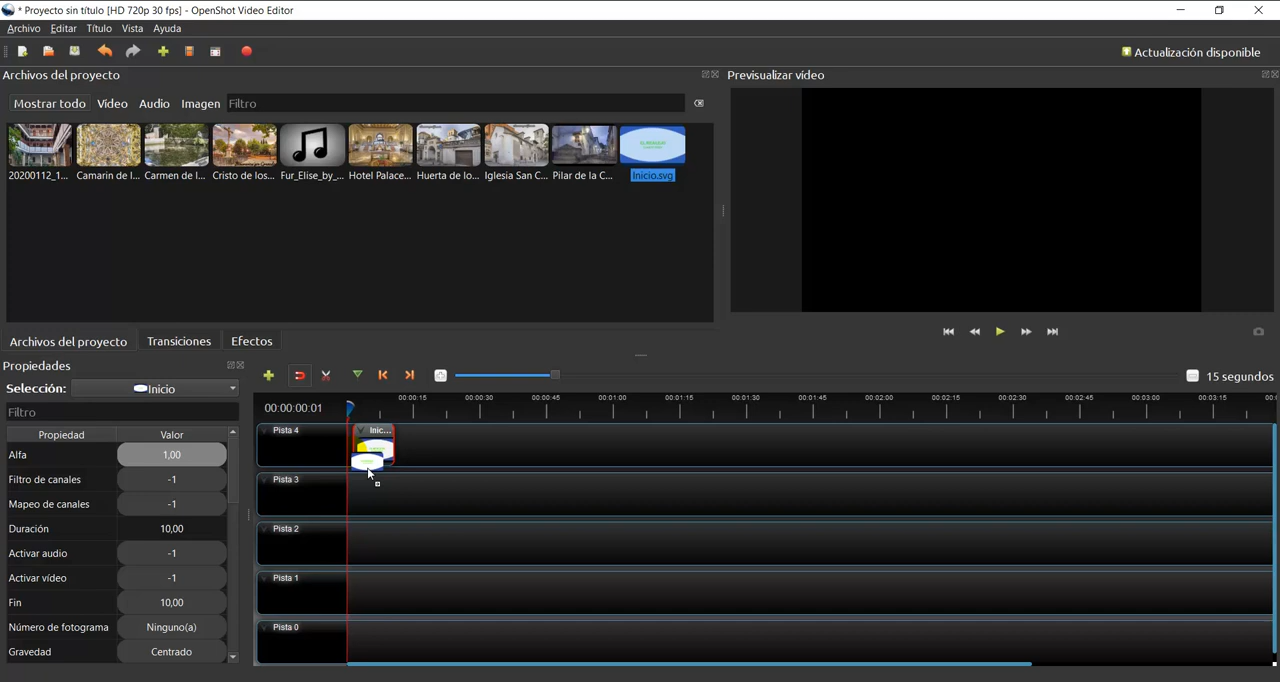 * Proyecto sin título [HD 720p 30 fps] - OpenShot Video Editor
Archivo Editar Título Vista Ayuda
Actualización disponible
Archivos del proyecto
Previsualizar vídeo
Mostrar todo Vídeo Audio Imagen Filtro
20200112_1... Camarin de l... Carmen de l... Cristo de los... Fur_Elise_by_... Hotel Palace... Huerta de lo... Iglesia San C... Pilar de la C... Inicio.svg
Archivos del proyecto Transiciones Efectos
Propiedades
Selección: Inicio
15 segundos
Filtro
00:00:00:01
00:00:15 00:00:30 00:00:45 00:01:00 00:01:15 00:01:30 00:01:45 00:02:00 00:02:15 00:02:30 00:02:45 00:03:00 00:03:15 00:
Propiedad Valor
Alfa 1,00
Filtro de canales -1
Mapeo de canales -1
Duración 10,00
Activar audio -1
Activar vídeo -1
Fin 10,00
Número de fotograma Ninguno(a)
Gravedad Centrado
Pista 4
Inic...
Pista 3
Pista 2
Pista 1
Pista 0